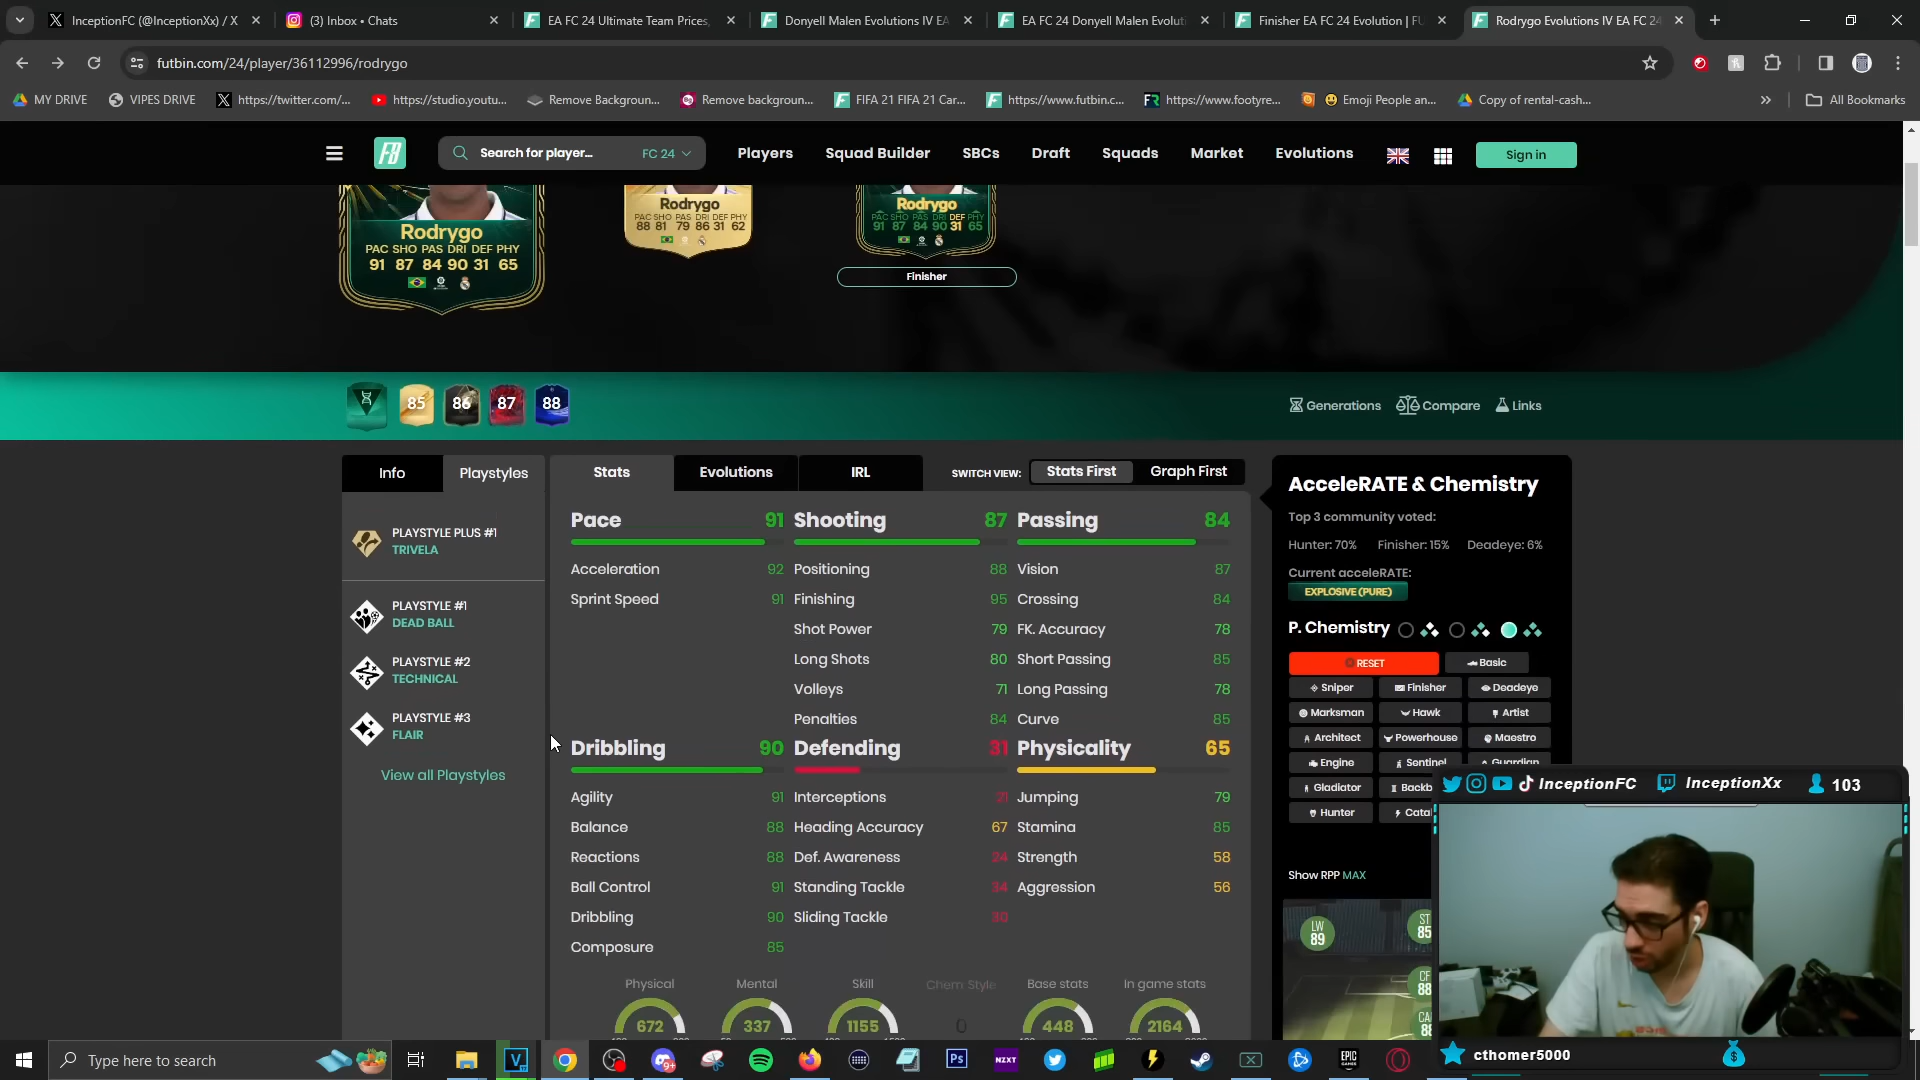 InceptionFC (@InceptionXx) / X
(3) Inbox • Chats
EA FC 24 Ultimate Team Prices,
Donyell Malen Evolutions IV EA
EA FC 24 Donyell Malen Evoluti
Finisher EA FC 24 Evolution | FU
Rodrygo Evolutions IV EA FC 24
futbin.com/24/player/36112996/rodrygo
MY DRIVE
VIPES DRIVE
https://twitter.com/...
https://studio.youtu...
Remove Backgroun...
Remove backgroun...
FIFA 21 FIFA 21 Car...
https://www.futbin.c...
https://www.footyre...
Emoji People an...
Copy of rental-cash...
All Bookmarks
FB
Search for player...
FC 24
Players
Squad Builder
SBCs
Draft
Squads
Market
Evolutions
Sign in
Rodrygo
PAC SHO PAS DRI DEF PHY
91 87 84 90 31 65
Rodrygo
PAC SHO PAS DRI DEF PHY
88 81 79 86 31 62
Rodrygo
PAC SHO PAS DRI DEF PHY
91 87 84 90 31 65
Finisher
85
86
87
88
Generations
Compare
Links
Info
Playstyles
PLAYSTYLE PLUS #1
TRIVELA
PLAYSTYLE #1
DEAD BALL
PLAYSTYLE #2
TECHNICAL
PLAYSTYLE #3
FLAIR
View all Playstyles
Stats
Evolutions
IRL
SWITCH VIEW:
Stats First
Graph First
Pace 91
Acceleration 92
Sprint Speed 91
Shooting 87
Positioning 88
Finishing 95
Shot Power 79
Long Shots 80
Volleys 71
Penalties 84
Passing 84
Vision 87
Crossing 84
FK. Accuracy 78
Short Passing 85
Long Passing 78
Curve 85
Dribbling 90
Agility 91
Balance 88
Reactions 88
Ball Control 91
Dribbling 90
Composure 85
Defending 31
Interceptions 21
Heading Accuracy 67
Def. Awareness 24
Standing Tackle 34
Sliding Tackle 30
Physicality 65
Jumping 79
Stamina 85
Strength 58
Aggression 56
Physical
672
Mental
337
Skill
1155
Chem Style
0
Base stats
448
In game stats
2164
AcceleRATE & Chemistry
Top 3 community voted:
Hunter: 70% Finisher: 15% Deadeye: 6%
Current acceleRATE:
EXPLOSIVE (PURE)
P. Chemistry
RESET
Basic
Sniper
Finisher
Deadeye
Marksman
Hawk
Artist
Architect
Powerhouse
Maestro
Engine
Sentinel
Guardian
Gladiator
Backb
Hunter
Catal
Show RPP MAX
LW
89
ST
85
CF
88
InceptionFC
InceptionXx
103
cthomer5000
Type here to search
9+
V
Ps
NZXT
EPIC
GAMES